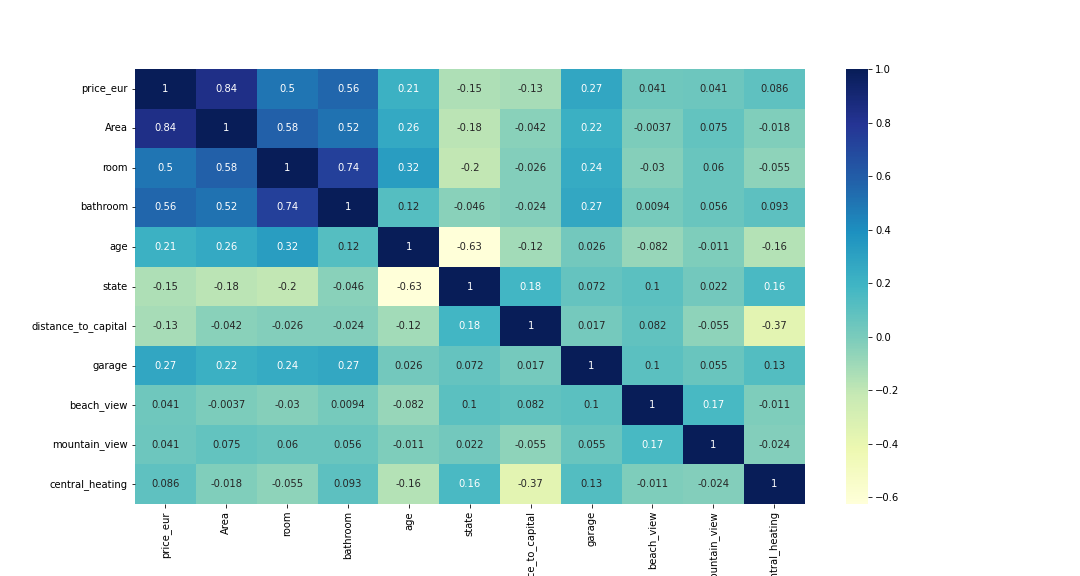 price_eur 1 0.84 0.5 0.56 0.21 -0.15 -0.13 0.27 0.041 0.041 0.086
Area 0.84 1 0.58 0.52 0.26 -0.18 -0.042 0.22 -0.0037 0.075 -0.018
room 0.5 0.58 1 0.74 0.32 -0.2 -0.026 0.24 -0.03 0.06 -0.055
bathroom 0.56 0.52 0.74 1 0.12 -0.046 -0.024 0.27 0.0094 0.056 0.093
age 0.21 0.26 0.32 0.12 1 -0.63 -0.12 0.026 -0.082 -0.011 -0.16
state -0.15 -0.18 -0.2 -0.046 -0.63 1 0.18 0.072 0.1 0.022 0.16
distance_to_capital -0.13 -0.042 -0.026 -0.024 -0.12 0.18 1 0.017 0.082 -0.055 -0.37
garage 0.27 0.22 0.24 0.27 0.026 0.072 0.017 1 0.1 0.055 0.13
beach_view 0.041 -0.0037 -0.03 0.0094 -0.082 0.1 0.082 0.1 1 0.17 -0.011
mountain_view 0.041 0.075 0.06 0.056 -0.011 0.022 -0.055 0.055 0.17 1 -0.024
central_heating 0.086 -0.018 -0.055 0.093 -0.16 0.16 -0.37 0.13 -0.011 -0.024 1
price_eur
Area
room
bathroom
age
state
ce_to_capital
garage
beach_view
ountain_view
ntral_heating
1.0
0.8
0.6
0.4
0.2
0.0
−0.2
−0.4
−0.6